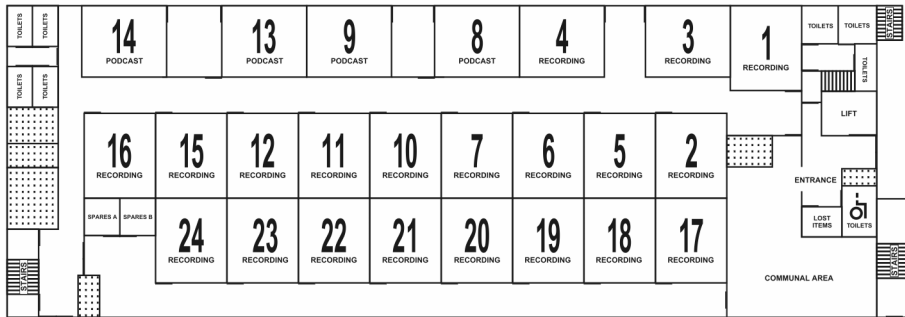 TOILETS
TOILETS
14
PODCAST
13
PODCAST
9
PODCAST
8
PODCAST
4
RECORDING
3
RECORDING
1
RECORDING
TOILETS
TOILETS
STAIRS
TOILETS
TOILETS
TOILETS
LIFT
16
RECORDING
15
RECORDING
12
RECORDING
11
RECORDING
10
RECORDING
7
RECORDING
6
RECORDING
5
RECORDING
2
RECORDING
ENTRANCE
SPARES A
SPARES B
24
RECORDING
23
RECORDING
22
RECORDING
21
RECORDING
20
RECORDING
19
RECORDING
18
RECORDING
17
RECORDING
LOST
ITEMS
TOILETS
STAIRS
COMMUNAL AREA
STAIRS